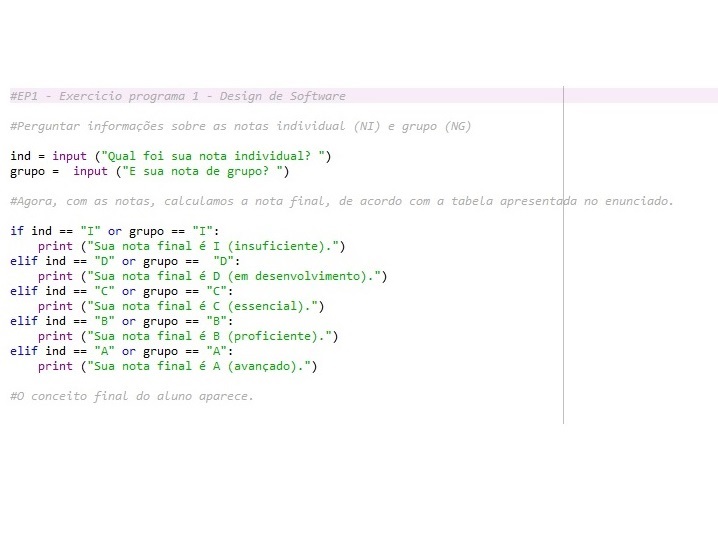 #EP1 - Exercício programa 1 - Design de Software
#Perguntar informações sobre as notas individual (NI) e grupo (NG)
ind = input ("Qual foi sua nota individual? ")
grupo =  input ("E sua nota de grupo? ")
#Agora, com as notas, calculamos a nota final, de acordo com a tabela apresentada no enunciado.
if ind == "I" or grupo == "I":
    print ("Sua nota final é I (insuficiente).")
elif ind == "D" or grupo ==  "D":
    print ("Sua nota final é D (em desenvolvimento).")
elif ind == "C" or grupo == "C":
    print ("Sua nota final é C (essencial).")
elif ind == "B" or grupo == "B":
    print ("Sua nota final é B (proficiente).")
elif ind == "A" or grupo == "A":
    print ("Sua nota final é A (avançado).")
#O conceito final do aluno aparece.